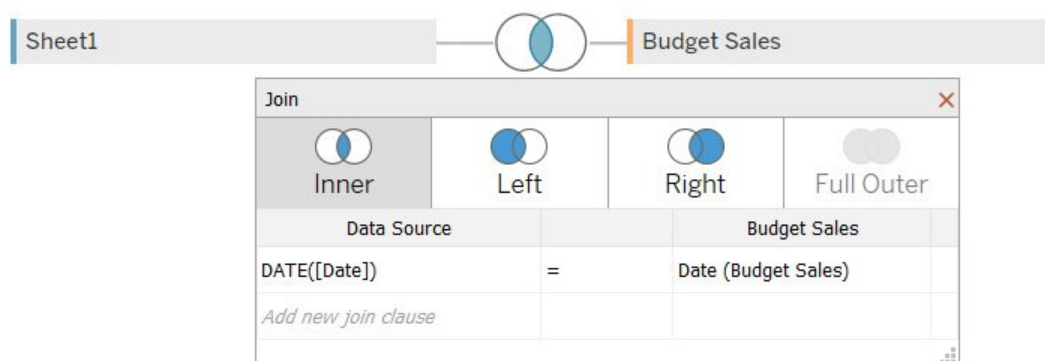 Sheet1 Budget Sales
Join
Inner Left Right Full Outer
Data Source Budget Sales
DATE([Date]) = Date (Budget Sales)
Add new join clause